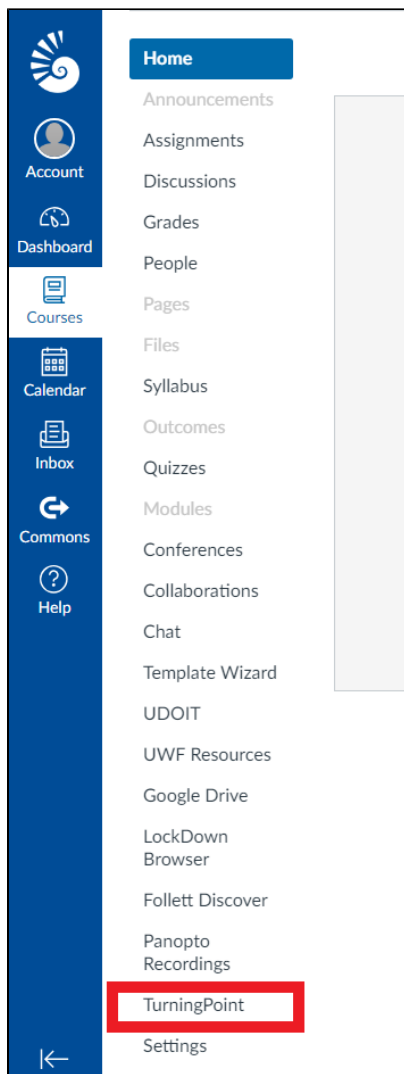 Account
Dashboard
Courses
Calendar
Inbox
Commons
Help
Home
Announcements
Assignments
Discussions
Grades
People
Pages
Files
Syllabus
Outcomes
Quizzes
Modules
Conferences
Collaborations
Chat
Template Wizard
UDOIT
UWF Resources
Google Drive
LockDown
Browser
Follett Discover
Panopto
Recordings
TurningPoint
Settings